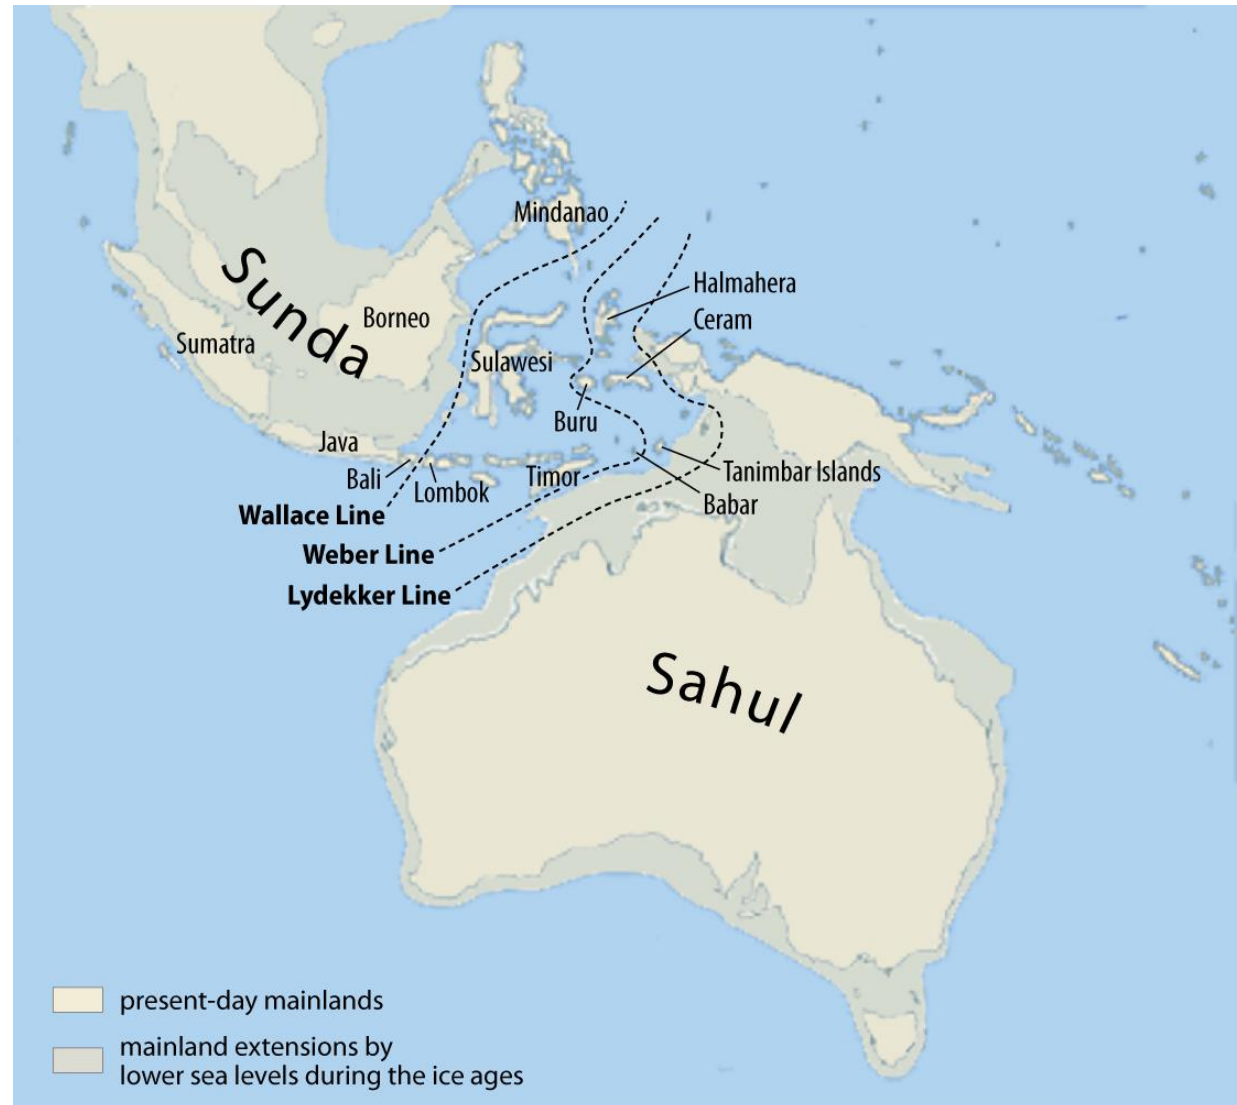 Mindanao
Halmahera
Ceram
Sunda
Borneo
Sumatra
Sulawesi
Buru
Java
Bali
Lombok
Timor
Tanimbar Islands
Babar
Wallace Line
Weber Line
Lydekker Line
Sahul
present-day mainlands
mainland extensions by
lower sea levels during the ice ages